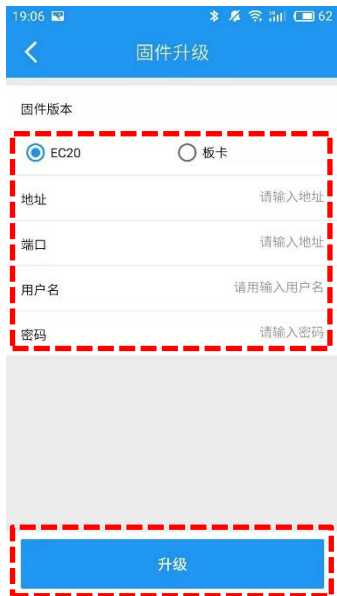 19:06 62
固件升级
固件版本
EC20 板卡
地址 请输入地址
端口 请输入地址
用户名 请用输入用户名
密码 请输入密码
升级